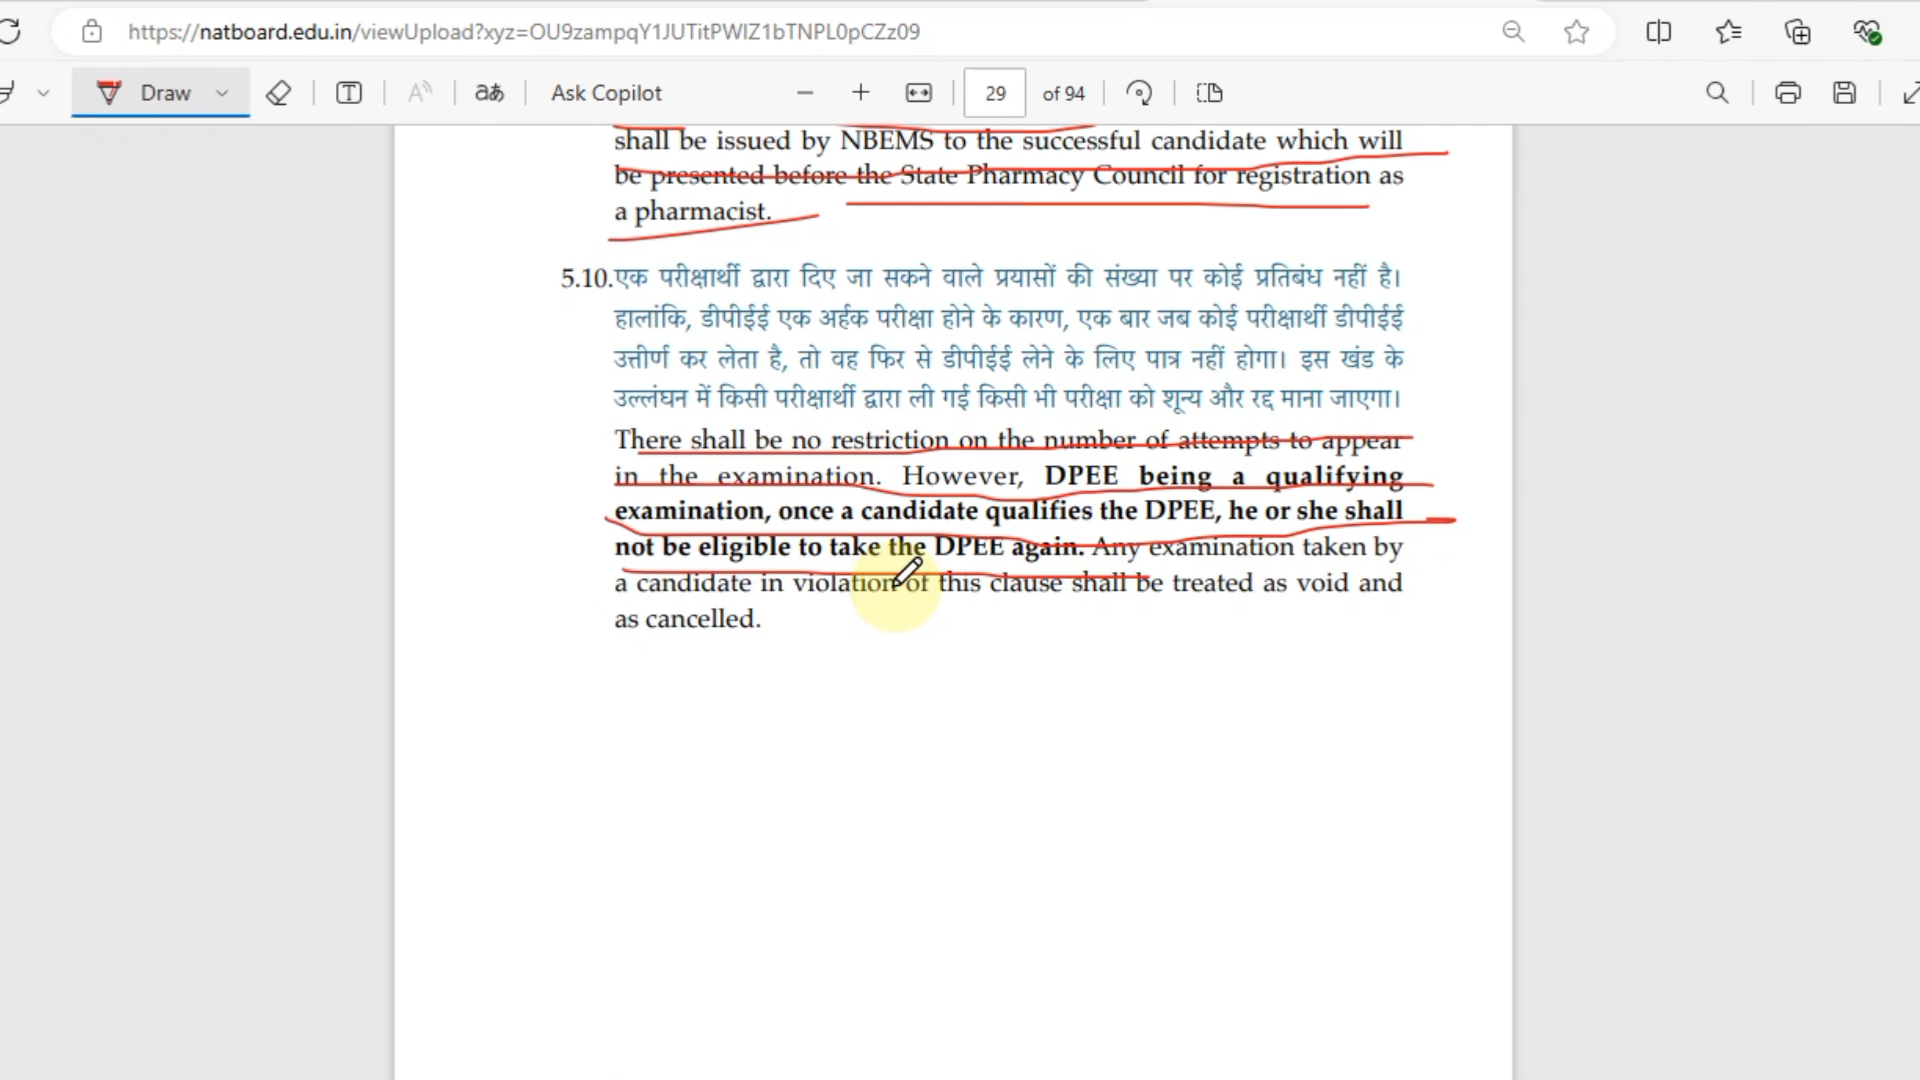 https://natboard.edu.in/viewUpload?xyz=OU9zampqY1JUTitPWlZ1bTNPL0pCZz09
Draw
Ask Copilot
29 of 94
shall be issued by NBEMS to the successful candidate which will
be presented before the State Pharmacy Council for registration as
a pharmacist.
5.10.एक परीक्षार्थी द्वारा दिए जा सकने वाले प्रयासों की संख्या पर कोई प्रतिबंध नहीं है।
हालांकि, डीपीईई एक अर्हक परीक्षा होने के कारण, एक बार जब कोई परीक्षार्थी डीपीईई
उत्तीर्ण कर लेता है, तो वह फिर से डीपीईई लेने के लिए पात्र नहीं होगा। इस खंड के
उल्लंघन में किसी परीक्षार्थी द्वारा ली गई किसी भी परीक्षा को शून्य और रद्द माना जाएगा।
There shall be no restriction on the number of attempts to appear
in the examination. However, DPEE being a qualifying
examination, once a candidate qualifies the DPEE, he or she shall
not be eligible to take the DPEE again. Any examination taken by
a candidate in violation of this clause shall be treated as void and
as cancelled.